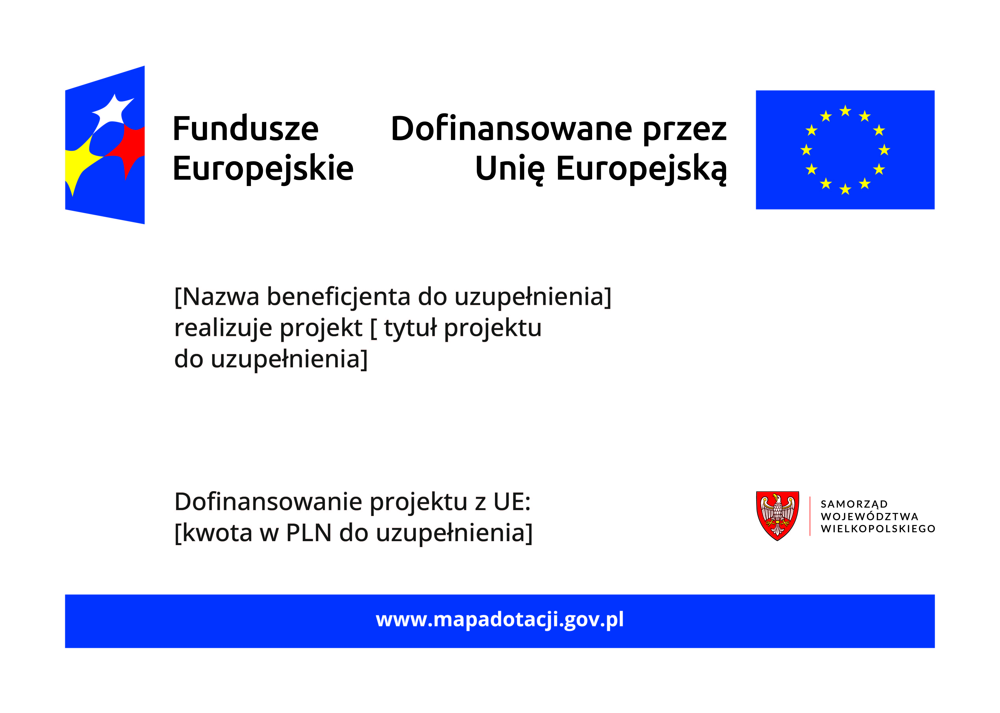 Fundusze
Europejskie
Dofinansowane przez
Unię Europejską
[Nazwa beneficjenta do uzupełnienia]
realizuje projekt [ tytuł projektu
do uzupełnienia]
Dofinansowanie projektu z UE:
[kwota w PLN do uzupełnienia]
SAMORZĄD
WOJEWÓDZTWA
WIELKOPOLSKIEGO
www.mapadotacji.gov.pl